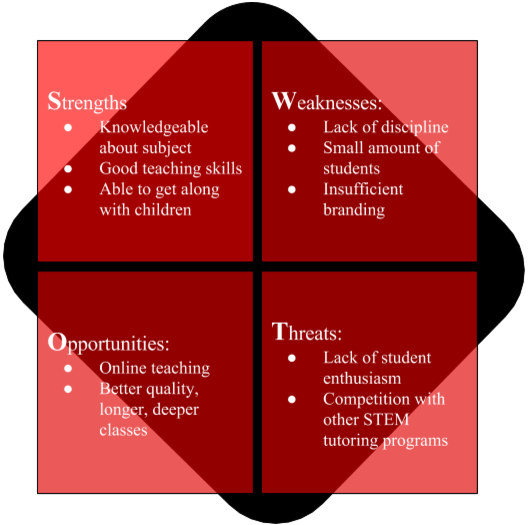 Strengths
● Knowledgeable
about subject
● Good teaching skills
● Able to get along
with children
Weaknesses:
● Lack of discipline
● Small amount of
students
● Insufficient
branding
Opportunities:
● Online teaching
● Better quality,
longer, deeper
classes
Threats:
● Lack of student
enthusiasm
● Competition with
other STEM
tutoring programs